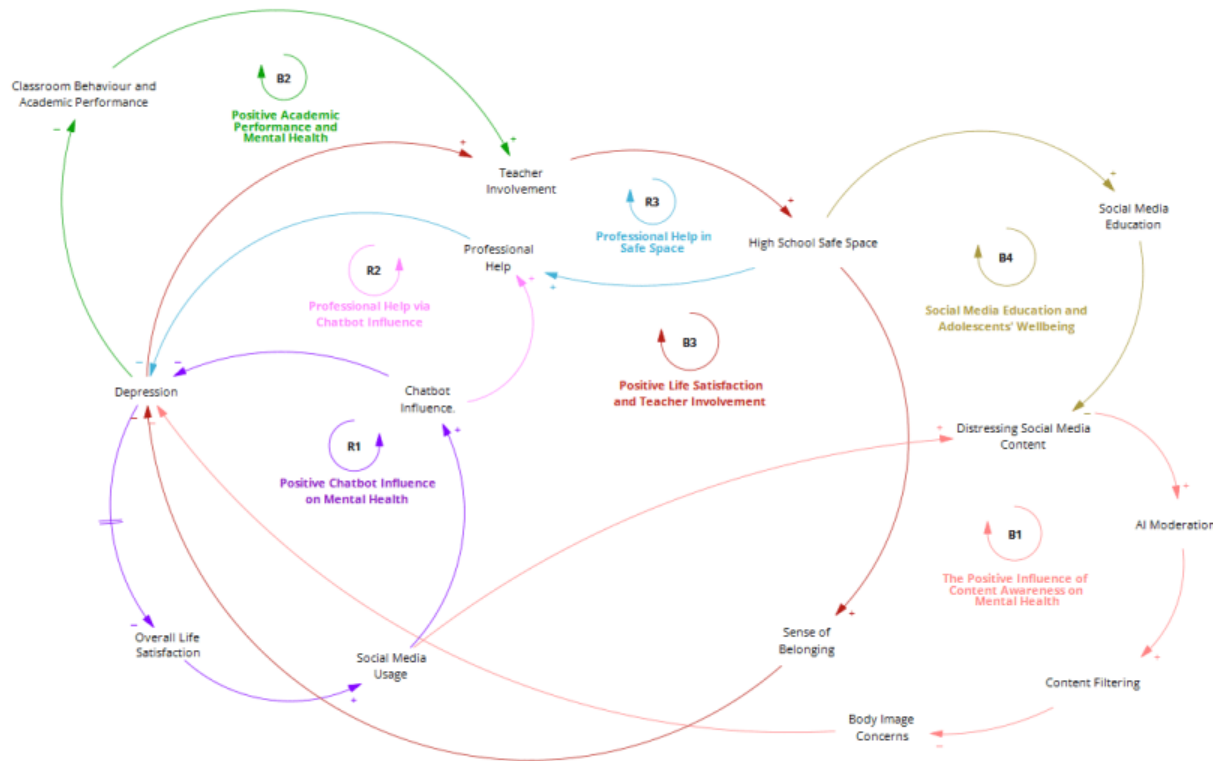 B2
Classroom Behaviour and
Academic Performance
Positive Academic
Performance and
Mental Health
−
+
+
Teacher
Involvement
+
R3
Professional Help in
Safe Space
High School Safe Space
+
Social Media
Education
Professional
Help
R2
Professional Help via
Chatbot Influence
+
+
B4
Social Media Education and
Adolescents' Wellbeing
B3
Positive Life Satisfaction
and Teacher Involvement
−
−
Depression
−
−
Chatbot
Influence.
+
R1
Positive Chatbot Influence
on Mental Health
+
−
Distressing Social Media
Content
+
AI Moderation
B1
The Positive Influence of
Content Awareness on
Mental Health
−
Overall Life
Satisfaction
+
Social Media
Usage
+
Sense of
Belonging
+
Content Filtering
Body Image
Concerns
−